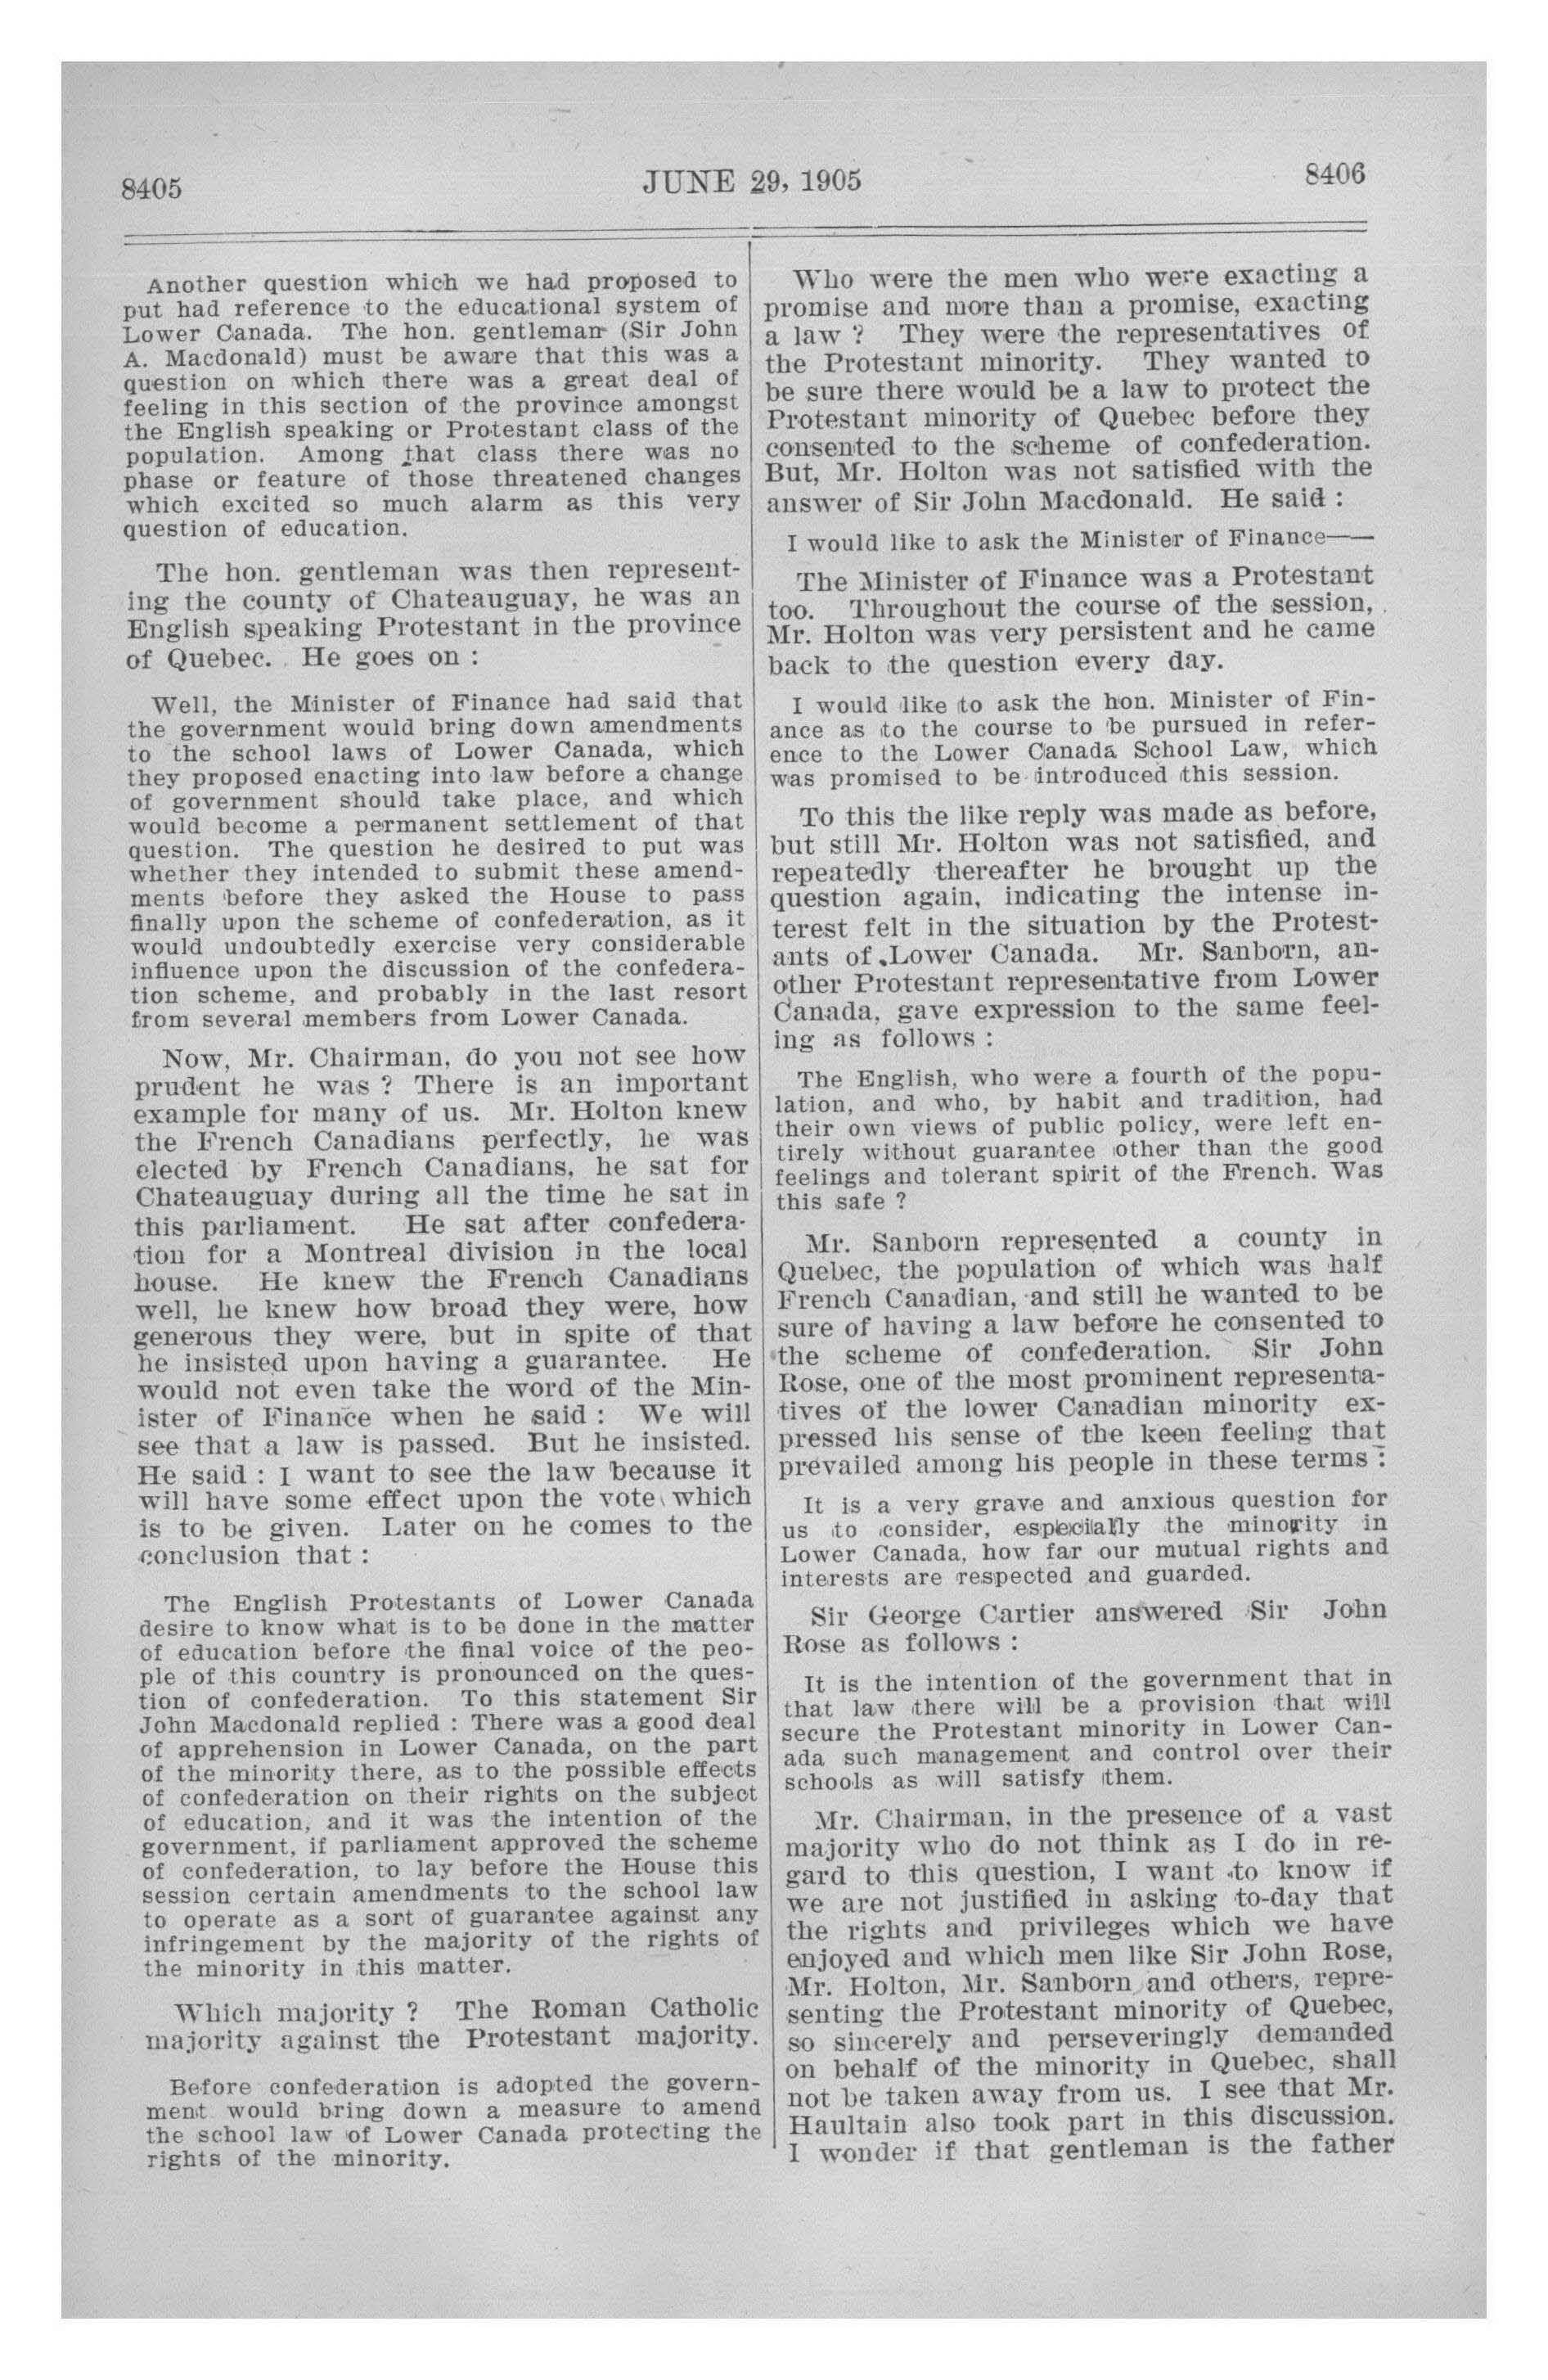 8405
JUNE 29, 1905
8406
Another question which we had proposed to
put had reference to the educational system of
Lower Canada. The hon. gentleman (Sir John
A. Macdonald) must be aware that this was a
question on which there was a great deal of
feeling in this section of the province amongst
the English speaking or Protestant class of the
population. Among that class there was no
phase or feature of those threatened changes
which excited so much alarm as this very
question of education.
The hon. gentleman was then represent-
ing the county of Chateauguay, he was an
English speaking Protestant in the province
of Quebec. He goes on :
Well, the Minister of Finance had said that
the government would bring down amendments
to the school laws of Lower Canada, which
they proposed enacting into law before a change
of government should take place, and which
would become a permanent settlement of that
question. The question he desired to put was
whether they intended to submit these amend-
ments before they asked the House to pass
finally upon the scheme of confederation, as it
would undoubtedly exercise very considerable
influence upon the discussion of the confedera-
tion scheme, and probably in the last resort
from several members from Lower Canada.
Now, Mr. Chairman, do you not see how
prudent he was ? There is an important
example for many of us. Mr. Holton knew
the French Canadians perfectly, he was
elected by French Canadians, he sat for
Chateauguay during all the time he sat in
this parliament. He sat after confedera-
tion for a Montreal division in the local
house. He knew the French Canadians
well, he knew how broad they were, how
generous they were, but in spite of that
he insisted upon having a guarantee. He
would not even take the word of the Min-
ister of Finance when he said : We will
see that a law is passed. But he insisted.
He said : I want to see the law because it
will have some effect upon the vote which
is to be given. Later on he comes to the
conclusion that :
The English Protestants of Lower Canada
desire to know what is to be done in the matter
of education before the final voice of the peo-
ple of this country is pronounced on the ques-
tion of confederation. To this statement Sir
John Macdonald replied : There was a good deal
of apprehension in Lower Canada, on the part
of the minority there, as to the possible effects
of confederation on their rights on the subject
of education, and it was the intention of the
government, if parliament approved the scheme
of confederation, to lay before the House this
session certain amendments to the school law
to operate as a sort of guarantee against any
infringement by the majority of the rights of
the minority in this matter.
Which majority ? The Roman Catholic
majority against the Protestant majority.
Before confederation is adopted the govern-
ment would bring down a measure to amend
the school law of Lower Canada protecting the
rights of the minority.
Who were the men who were exacting a
promise and more than a promise, exacting
a law ? They were the representatives of
the Protestant minority. They wanted to
be sure there would be a law to protect the
Protestant minority of Quebec before they
consented to the scheme of confederation.
But, Mr. Holton was not satisfied with the
answer of Sir John Macdonald. He said :
I would like to ask the Minister of Finance——
The Minister of Finance was a Protestant
too. Throughout the course of the session,
Mr. Holton was very persistent and he came
back to the question every day.
I would like to ask the hon. Minister of Fin-
ance as to the course to be pursued in refer-
ence to the Lower Canada School Law, which
was promised to be introduced this session.
To this the like reply was made as before,
but still Mr. Holton was not satisfied, and
repeatedly thereafter he brought up the
question again, indicating the intense in-
terest felt in the situation by the Protest-
ants of Lower Canada. Mr. Sanborn, an-
other Protestant representative from Lower
Canada, gave expression to the same feel-
ing as follows :
The English, who were a fourth of the popu-
lation, and who, by habit and tradition, had
their own views of public policy, were left en-
tirely without guarantee other than the good
feelings and tolerant spirit of the French. Was
this safe ?
Mr. Sanborn represented a county in
Quebec, the population of which was half
French Canadian, and still he wanted to be
sure of having a law before he consented to
the scheme of confederation. Sir John
Rose, one of the most prominent representa-
tives of the lower Canadian minority ex-
pressed his sense of the keen feeling that
prevailed among his people in these terms :
It is a very grave and anxious question for
us to consider, especially the minority in
Lower Canada, how far our mutual rights and
interests are respected and guarded.
Sir George Cartier answered Sir John
Rose as follows :
It is the intention of the government that in
that law there will be a provision that will
secure the Protestant minority in Lower Can-
ada such management and control over their
schools as will satisfy them.
Mr. Chairman, in the presence of a vast
majority who do not think as I do in re-
gard to this question, I want to know if
we are not justified in asking to-day that
the rights and privileges which we have
enjoyed and which men like Sir John Rose,
Mr. Holton, Mr. Sanborn and others, repre-
senting the Protestant minority of Quebec,
so sincerely and perseveringly demanded
on behalf of the minority in Quebec, shall
not be taken away from us. I see that Mr.
Haultain also took part in this discussion.
I wonder if that gentleman is the father